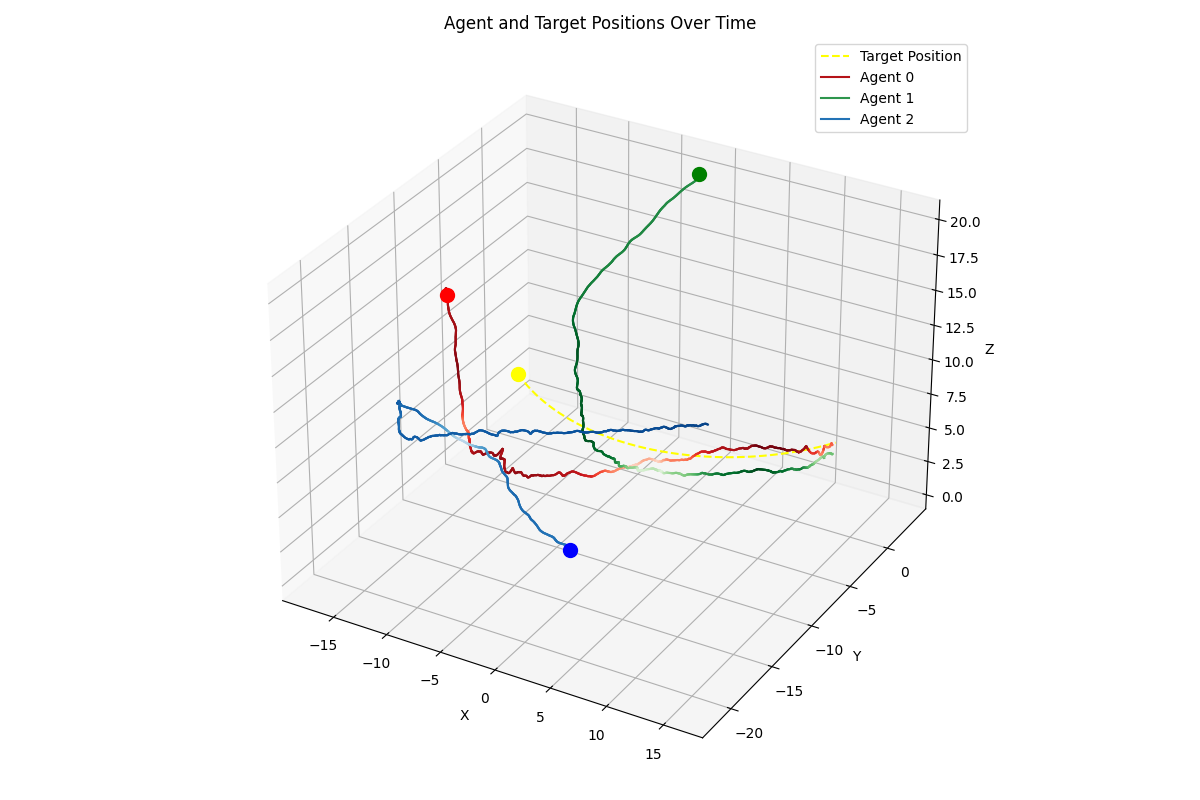 Agent and Target Positions Over Time
Target Position
Agent 0
Agent 1
Agent 2
20.0
17.5
15.0
12.5
10.0
7.5
5.0
2.5
0.0
Z
0
−5
−10
−15
−20
Y
−15
−10
−5
0
5
10
15
X